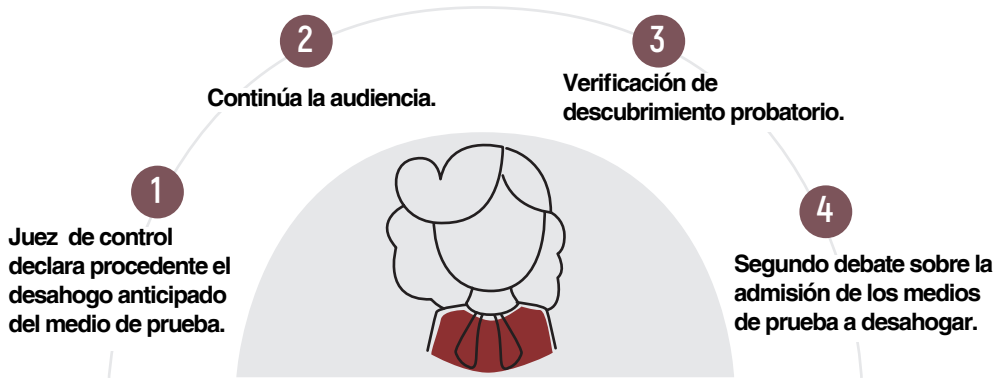 1
Juez de control
declara procedente el
desahogo anticipado
del medio de prueba.
2
Continúa la audiencia.
3
Verificación de
descubrimiento probatorio.
4
Segundo debate sobre la
admisión de los medios
de prueba a desahogar.